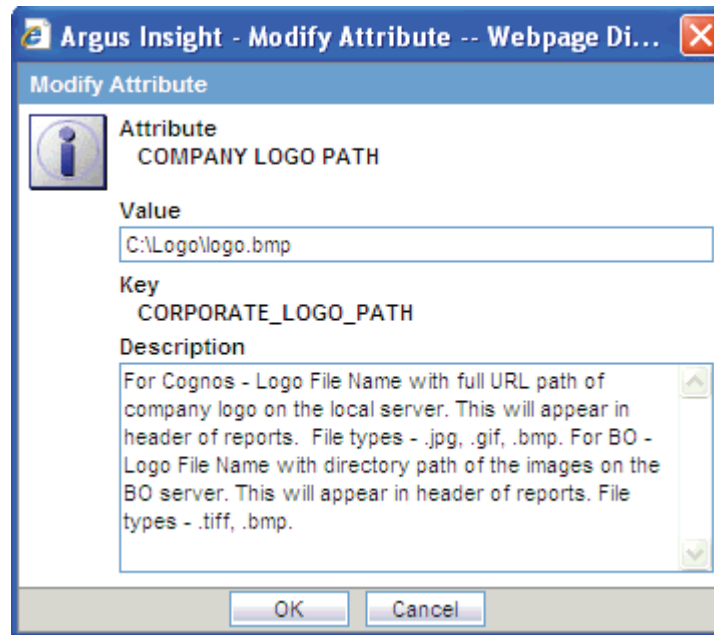 Argus Insight - Modify Attribute -- Webpage Di...
Modify Attribute
Attribute
COMPANY LOGO PATH
Value
C:\Logo\logo.bmp
Key
CORPORATE_LOGO_PATH
Description
For Cognos - Logo File Name with full URL path of
company logo on the local server. This will appear in
header of reports.  File types - .jpg, .gif, .bmp. For BO -
Logo File Name with directory path of the images on the
BO server. This will appear in header of reports. File
types - .tiff, .bmp.
OK Cancel